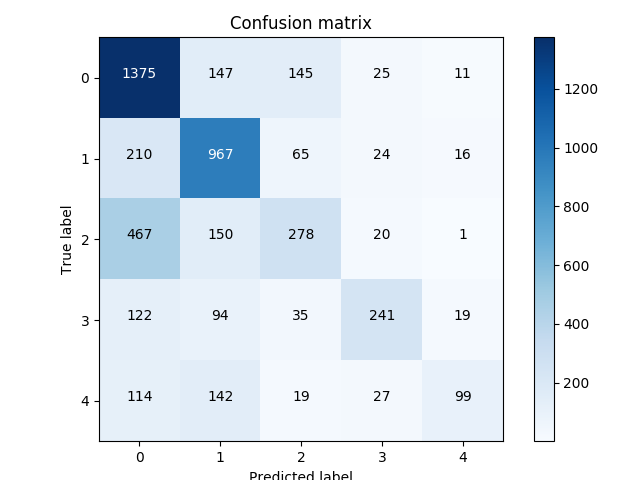 Confusion matrix
0 1375 147 145 25 11
1 210 967 65 24 16
2 467 150 278 20 1
3 122 94 35 241 19
4 114 142 19 27 99
0 1 2 3 4
True label
Predicted label
1200
1000
800
600
400
200